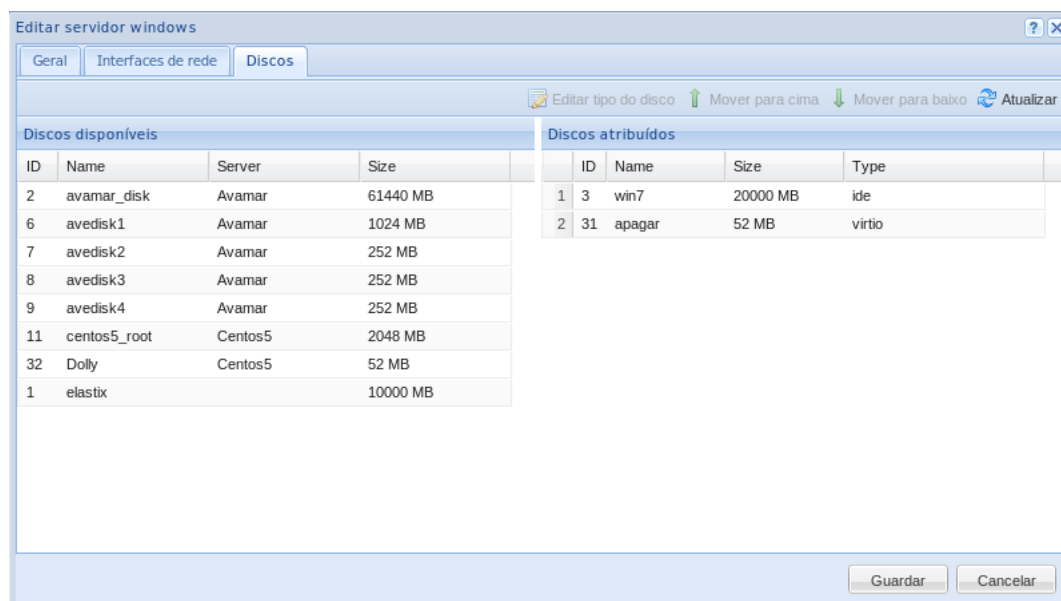 Editar servidor windows
Geral Interfaces de rede Discos
Editar tipo do disco Mover para cima Mover para baixo Atualizar
Discos disponíveis
ID Name Server Size
2 avamar_disk Avamar 61440 MB
6 avedisk1 Avamar 1024 MB
7 avedisk2 Avamar 252 MB
8 avedisk3 Avamar 252 MB
9 avedisk4 Avamar 252 MB
11 centos5_root Centos5 2048 MB
32 Dolly Centos5 52 MB
1 elastix 10000 MB
Discos atribuídos
ID Name Size Type
1 3 win7 20000 MB ide
2 31 apagar 52 MB virtio
Guardar Cancelar